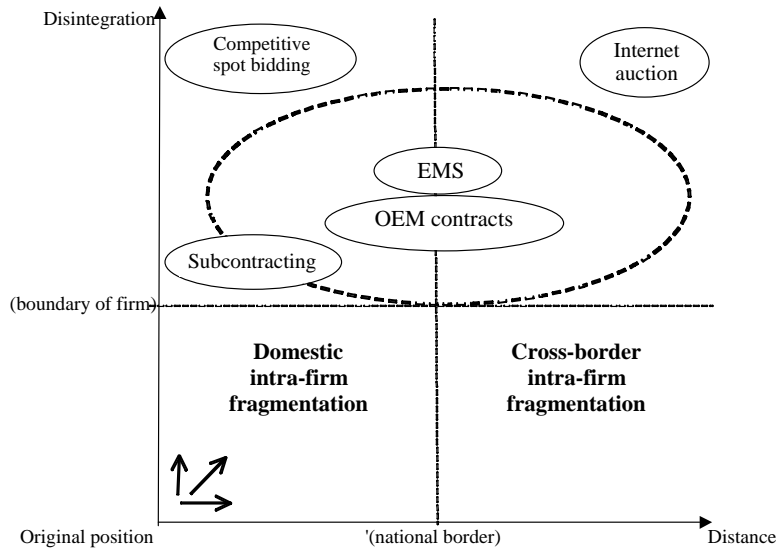 Disintegration
Competitive
spot bidding
Internet
auction
EMS
OEM contracts
Subcontracting
(boundary of firm)
Domestic
intra-firm
fragmentation
Cross-border
intra-firm
fragmentation
Original position
'(national border)
Distance